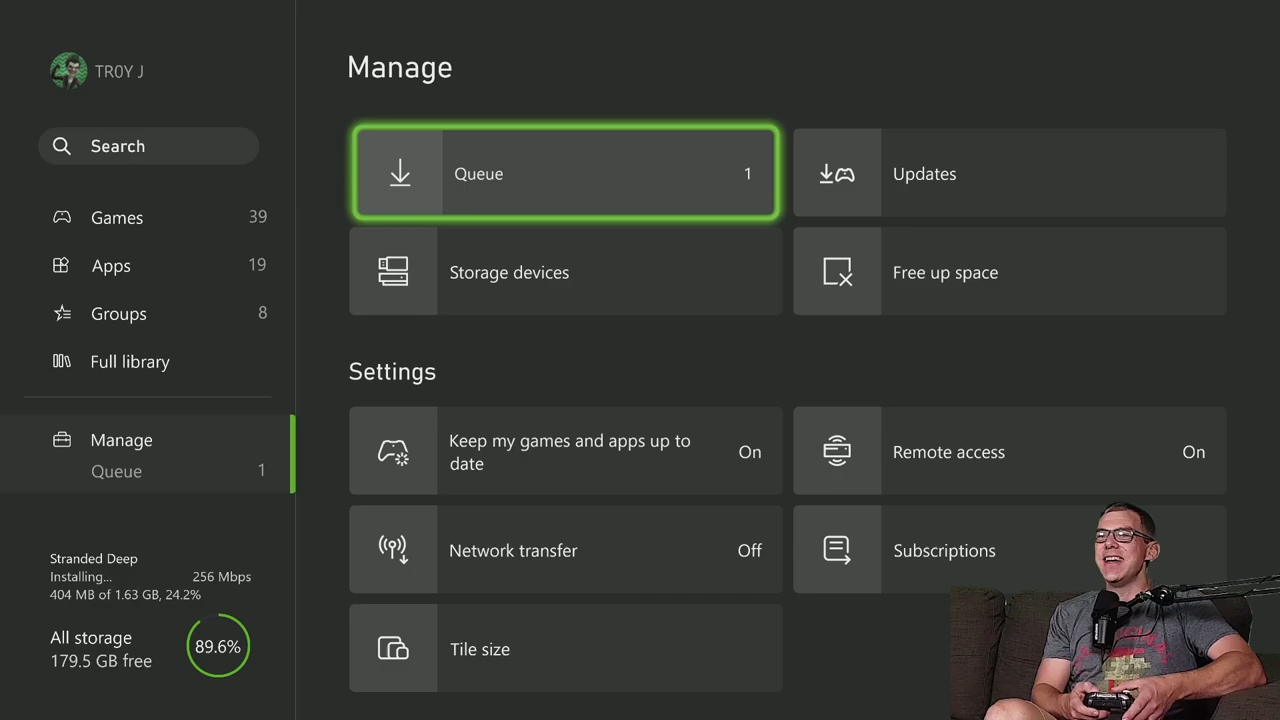 TR0Y J
Search
Games 39
Apps 19
Groups 8
Full library
Manage
Queue 1
Stranded Deep
Installing... 256 Mbps
404 MB of 1.63 GB, 24.2%
All storage
179.5 GB free
89.6%
Manage
Queue 1
Updates
Storage devices
Free up space
Settings
Keep my games and apps up to
date
On
Remote access On
Network transfer Off
Subscriptions
Tile size